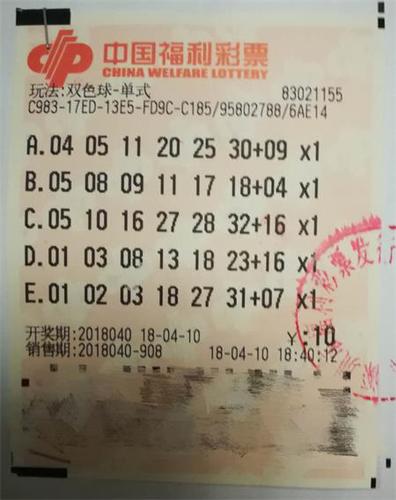 中国福利彩票
CHINA WELFARE LOTTERY
玩法:双色球-单式 83021155
C983-17ED-13E5-FD9C-C185/95802788/6AE14
A.04 05 11 20 25 30+09 x1
B.05 08 09 11 17 18+04 x1
C.05 10 16 27 28 32+16 x1
D.01 03 08 13 18 23+16 x1
E.01 02 03 18 27 31+07 x1
开奖期:2018040 18-04-10 ¥:10
销售期:2018040-908 18-04-10 18:40:12
彩票发行